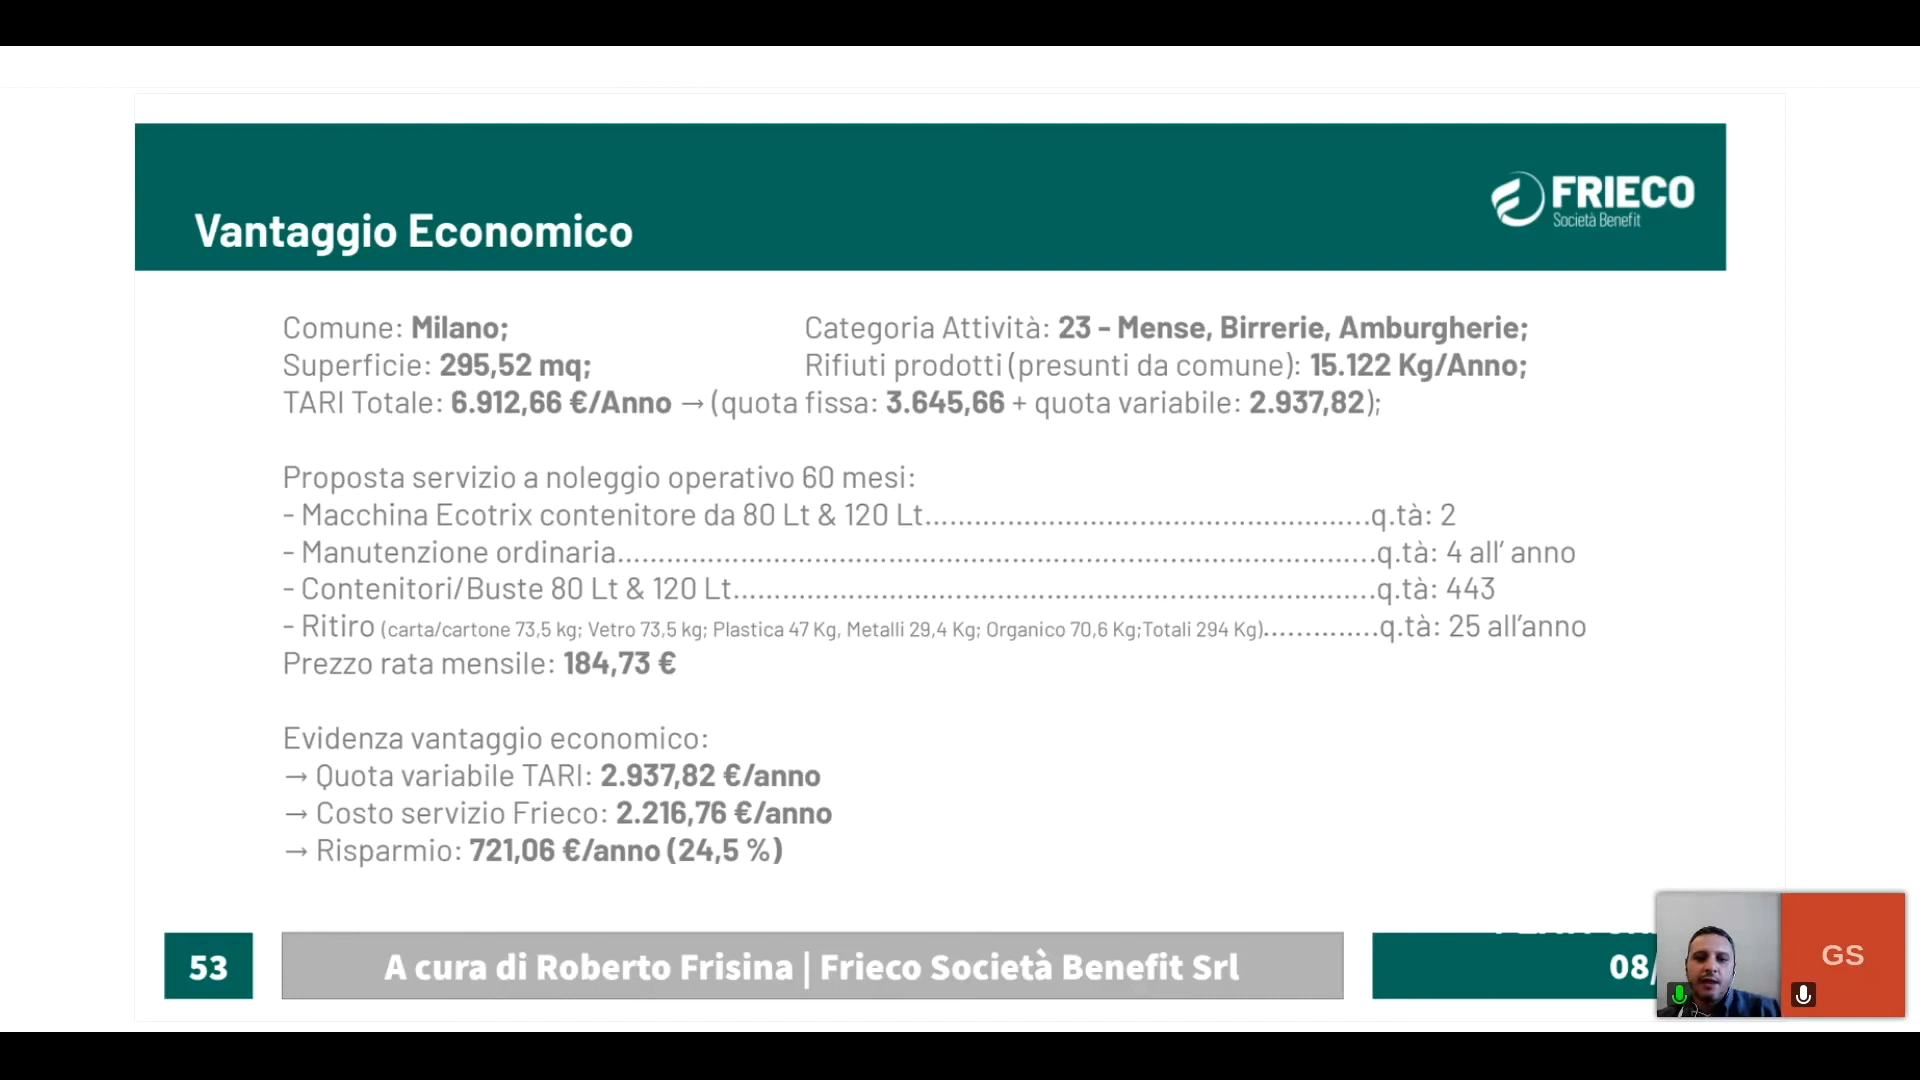 FRIECO
Società Benefit
Vantaggio Economico
Comune: Milano; Categoria Attività: 23 - Mense, Birrerie, Amburgherie;
Superficie: 295,52 mq; Rifiuti prodotti (presunti da comune): 15.122 Kg/Anno;
TARI Totale: 6.912,66 €/Anno → (quota fissa: 3.645,66 + quota variabile: 2.937,82);
Proposta servizio a noleggio operativo 60 mesi:
- Macchina Ecotrix contenitore da 80 Lt & 120 Lt.....................................................q.tà: 2
- Manutenzione ordinaria..........................................................................................q.tà: 4 all' anno
- Contenitori/Buste 80 Lt & 120 Lt............................................................................q.tà: 443
- Ritiro (carta/cartone 73,5 kg; Vetro 73,5 kg; Plastica 47 Kg, Metalli 29,4 Kg; Organico 70,6 Kg;Totali 294 Kg)..............q.tà: 25 all'anno
Prezzo rata mensile: 184,73 €
Evidenza vantaggio economico:
→ Quota variabile TARI: 2.937,82 €/anno
→ Costo servizio Frieco: 2.216,76 €/anno
→ Risparmio: 721,06 €/anno (24,5 %)
53
A cura di Roberto Frisina | Frieco Società Benefit Srl
08/
GS